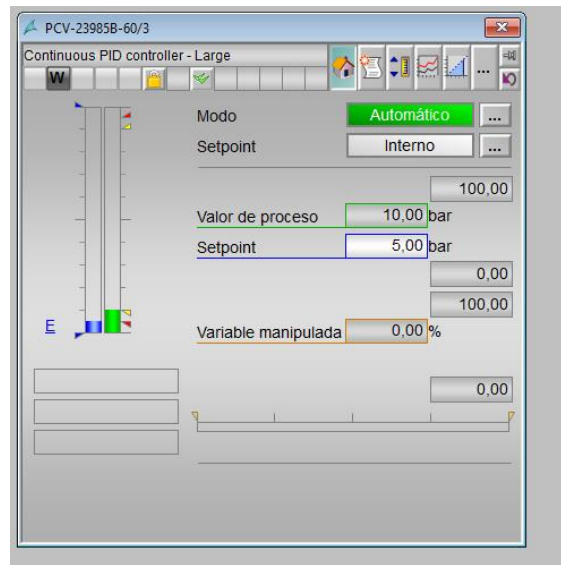 PCV-23985B-60/3
Continuous PID controller - Large
...
W
Modo Automático ...
Setpoint Interno ...
100,00
Valor de proceso 10,00 bar
Setpoint 5,00 bar
0,00
100,00
E
Variable manipulada 0,00 %
0,00